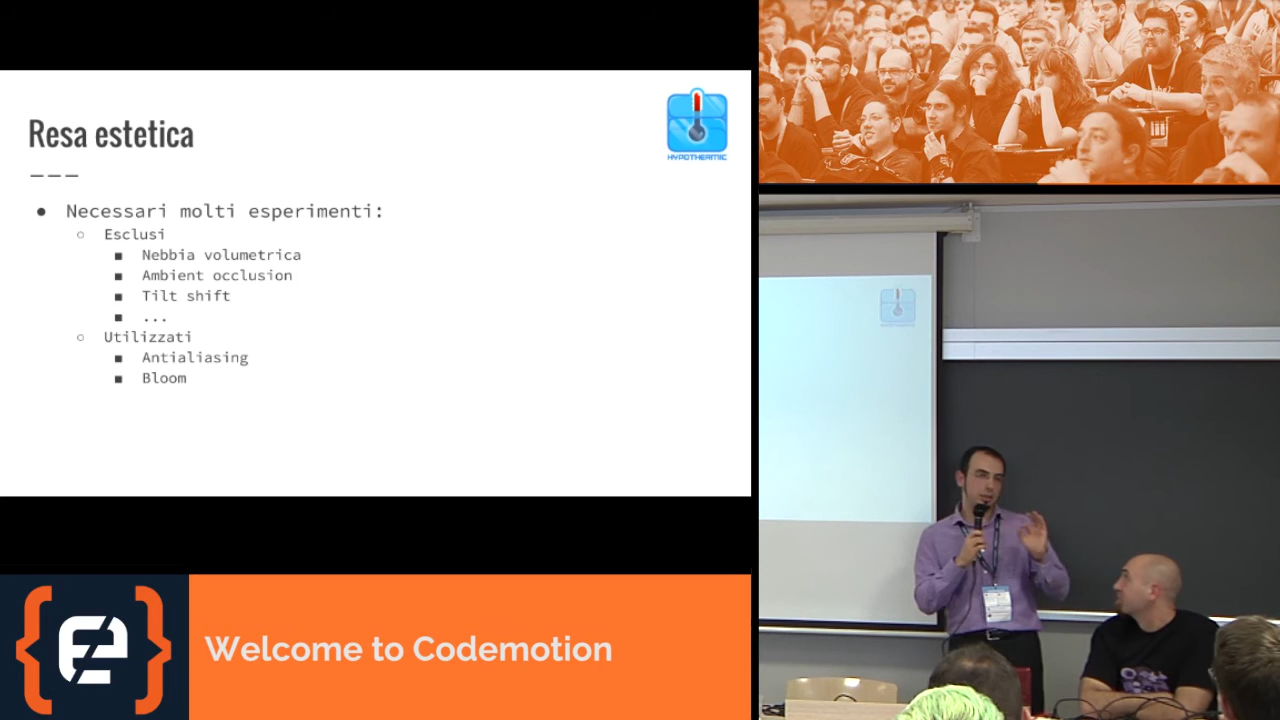 Resa estetica
———
● Necessari molti esperimenti:
○ Esclusi
■ Nebbia volumetrica
■ Ambient occlusion
■ Tilt shift
■ ...
○ Utilizzati
■ Antialiasing
■ Bloom
HYPOTHERMIC
Welcome to Codemotion